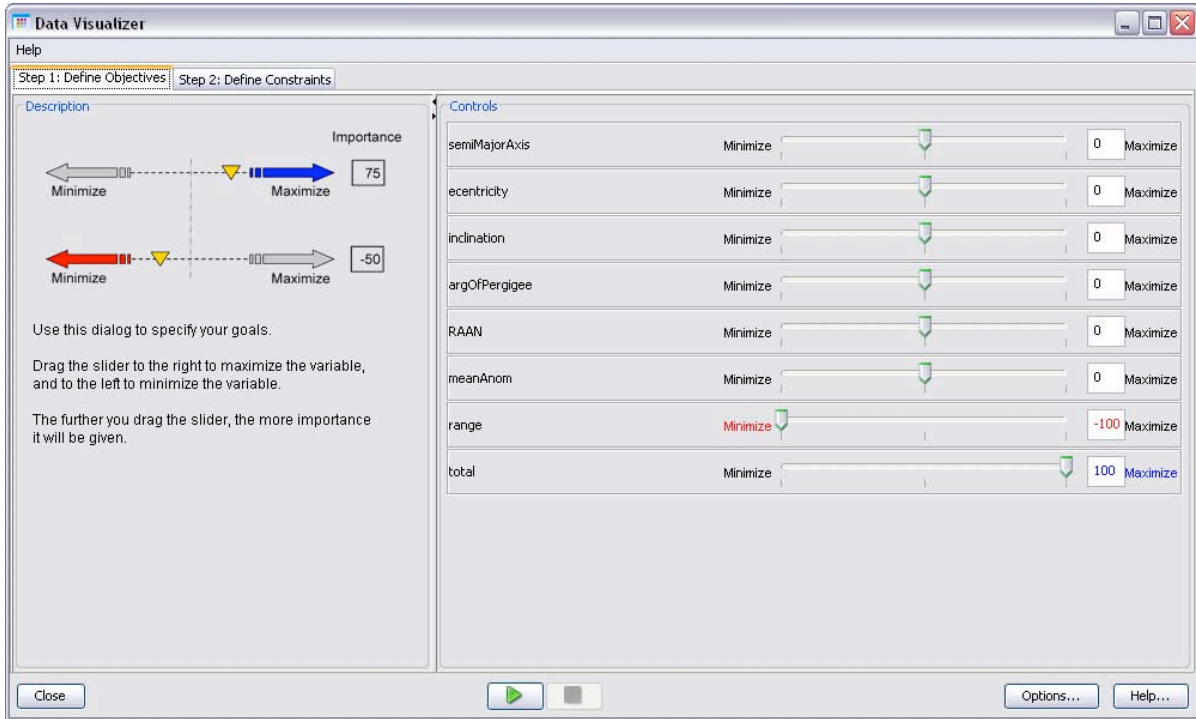 Data Visualizer
Help
Step 1: Define Objectives Step 2: Define Constraints
Description
Importance
75
Minimize Maximize
-50
Minimize Maximize
Use this dialog to specify your goals.
Drag the slider to the right to maximize the variable,
and to the left to minimize the variable.
The further you drag the slider, the more importance
it will be given.
Controls
semiMajorAxis Minimize 0 Maximize
ecentricity Minimize 0 Maximize
inclination Minimize 0 Maximize
argOfPergigee Minimize 0 Maximize
RAAN Minimize 0 Maximize
meanAnom Minimize 0 Maximize
range Minimize -100 Maximize
total Minimize 100 Maximize
Close Options... Help...